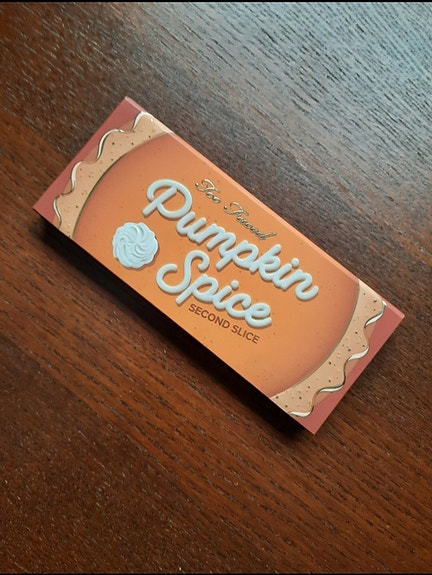 Too Faced
Pumpkin
Spice
SECOND SLICE